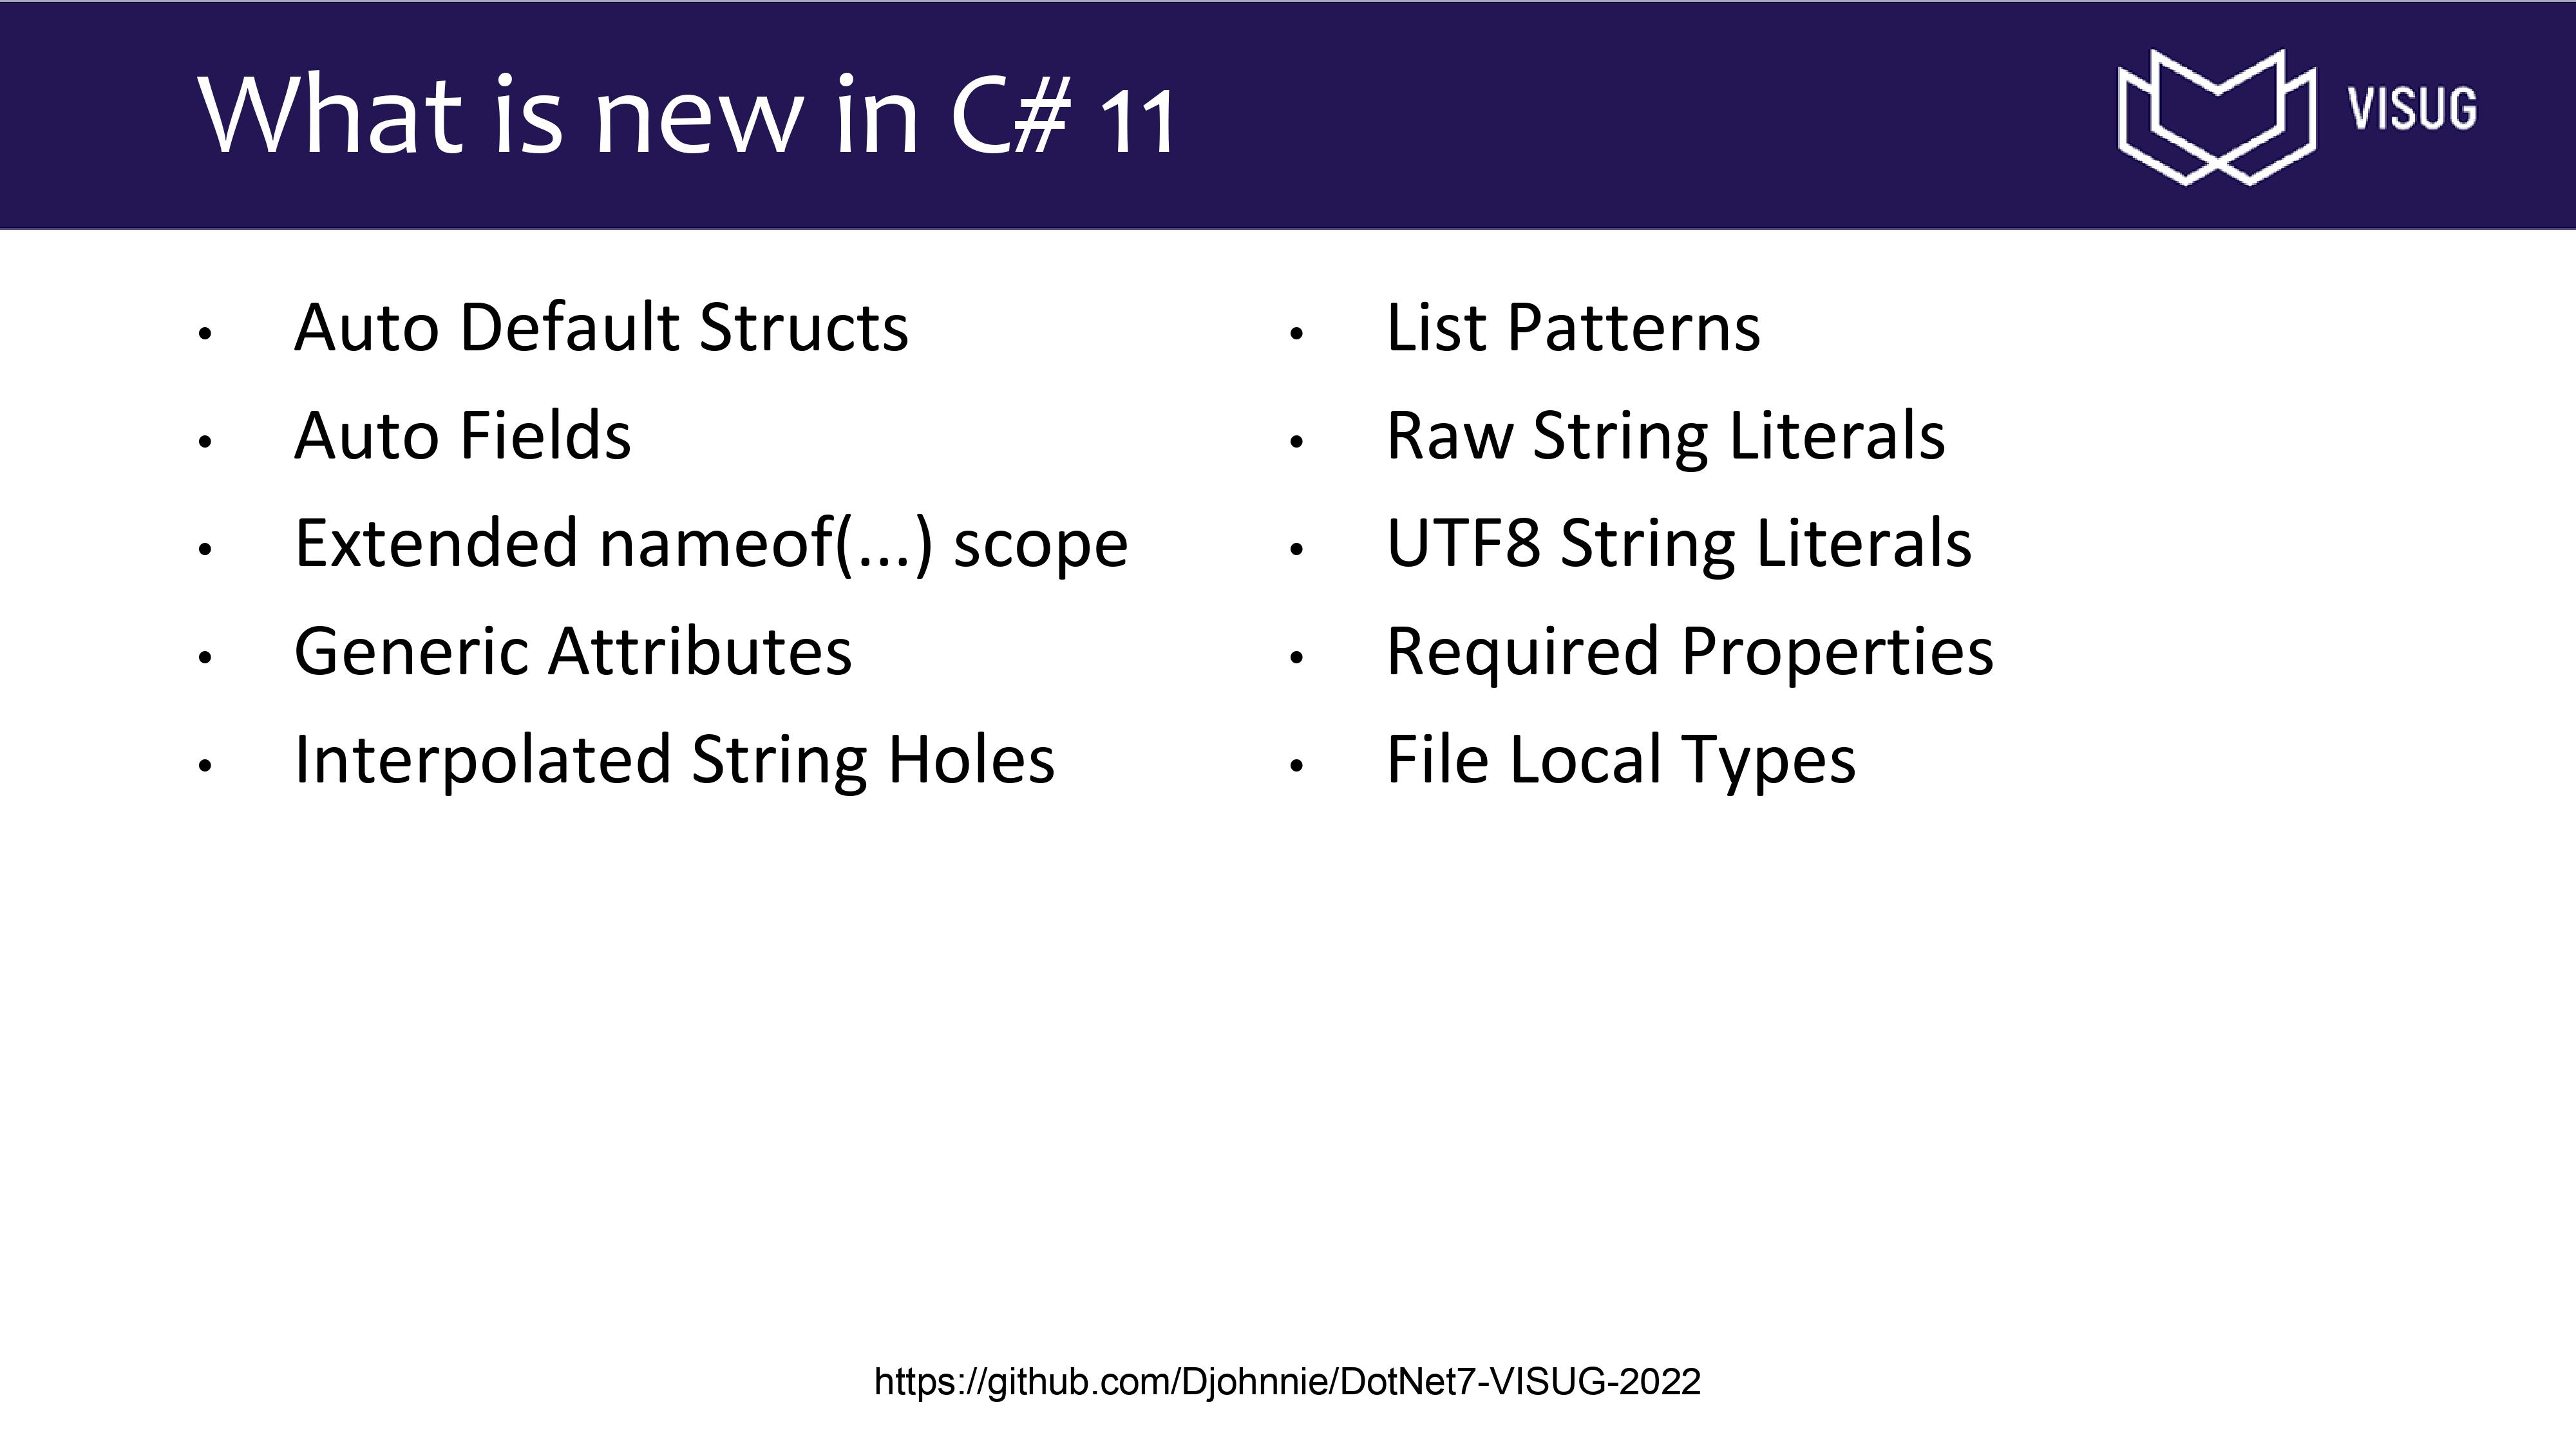 What is new in C# 11
VISUG
• Auto Default Structs
• Auto Fields
• Extended nameof(...) scope
• Generic Attributes
• Interpolated String Holes
• List Patterns
• Raw String Literals
• UTF8 String Literals
• Required Properties
• File Local Types
https://github.com/Djohnnie/DotNet7-VISUG-2022